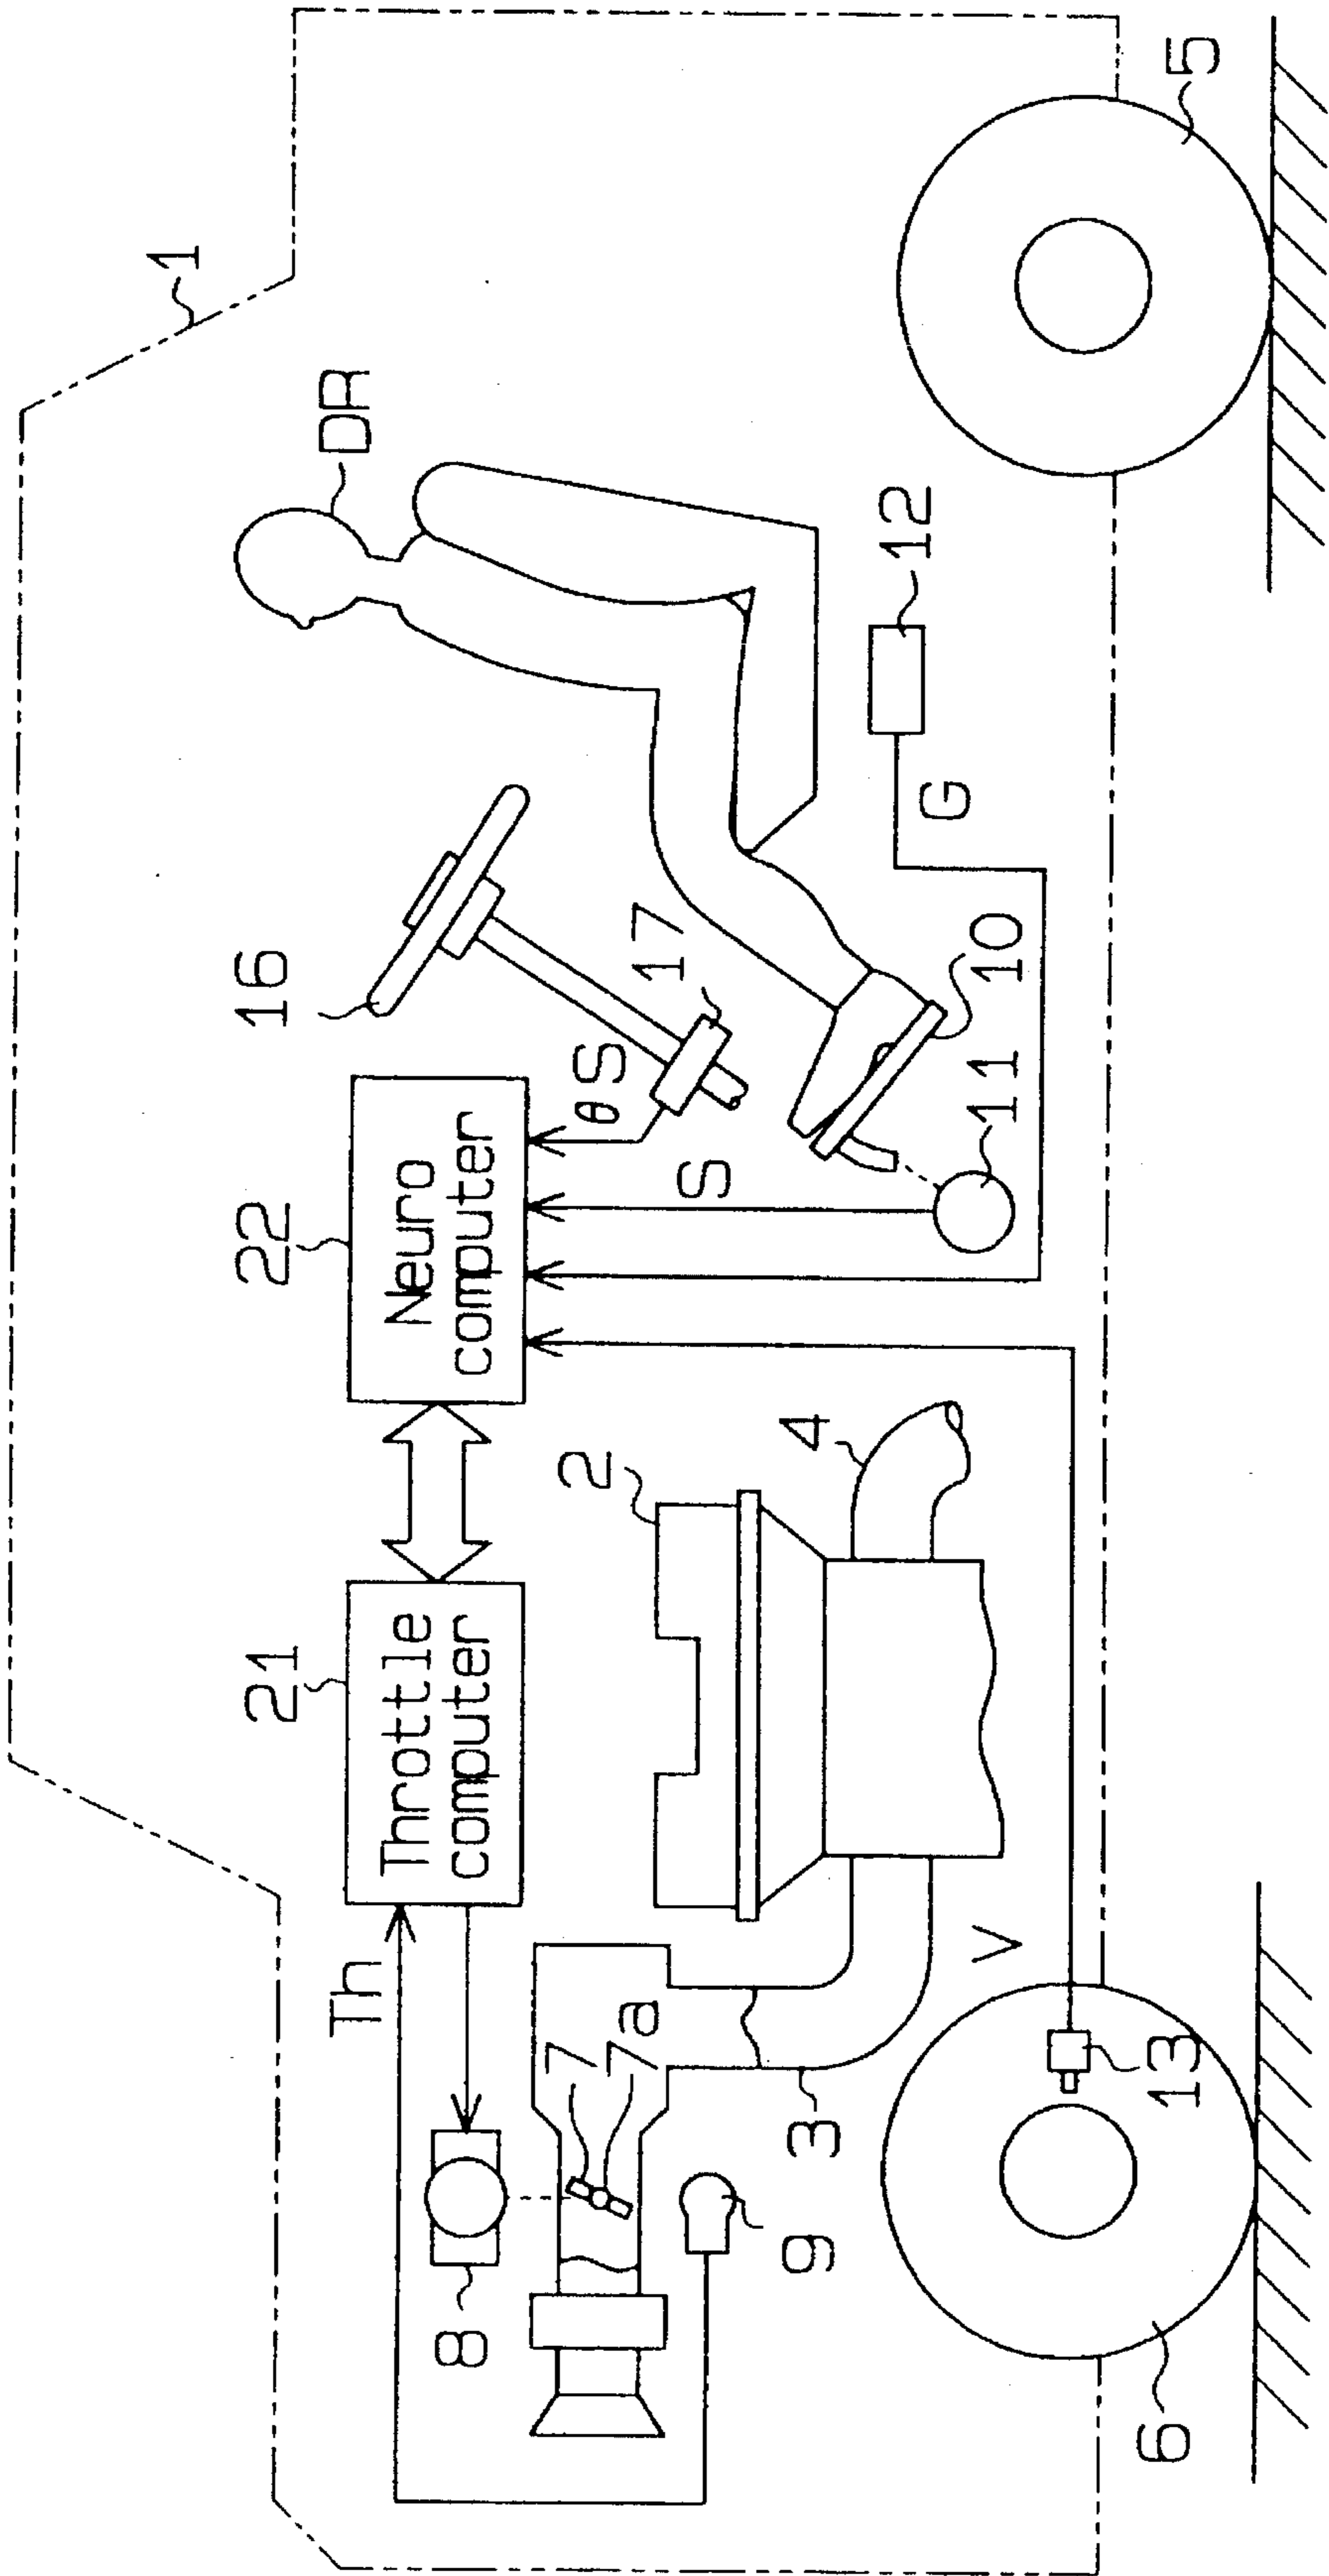 1
DR
16
22
Neuro
computer
21
Throttle
computer
Th
θS
17
S
12
G
10
11
2
4
7
7a
8
9
3
V
13
5
6